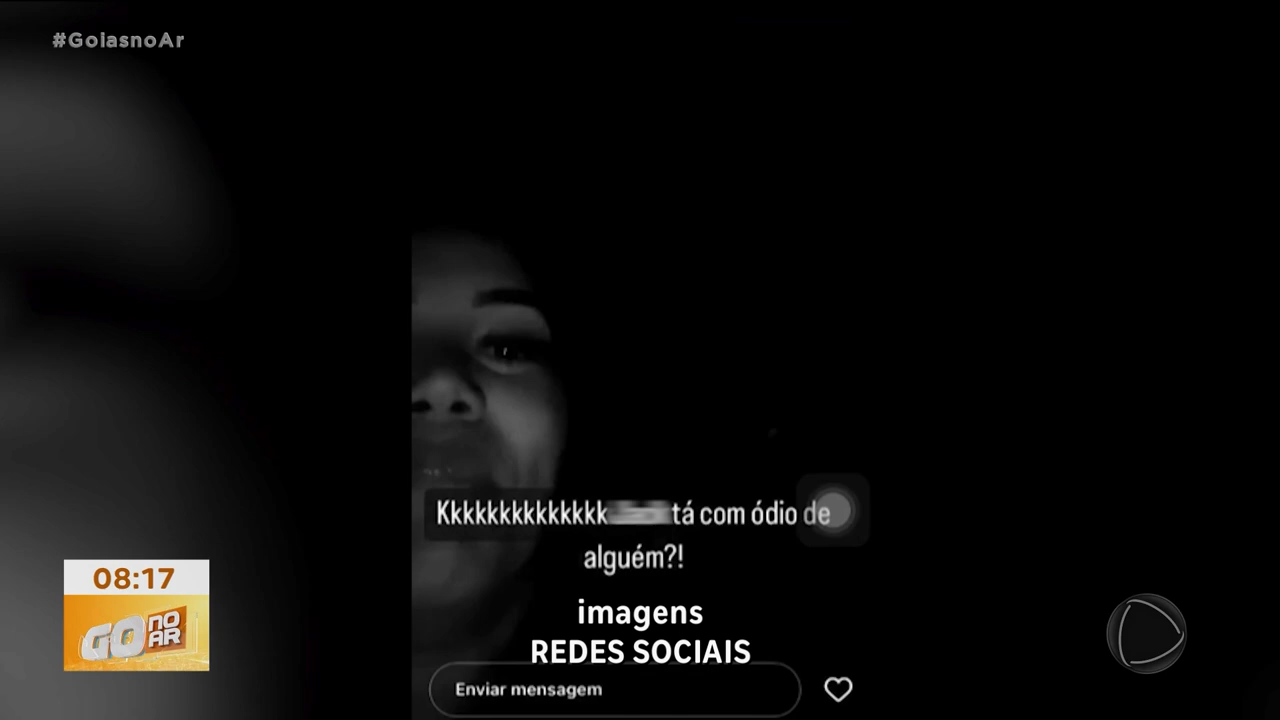 #GoiasnoAr
Kkkkkkkkkkkkkk tá com ódio de
alguém?!
imagens
REDES SOCIAIS
Enviar mensagem
08:17
GO NO
AR